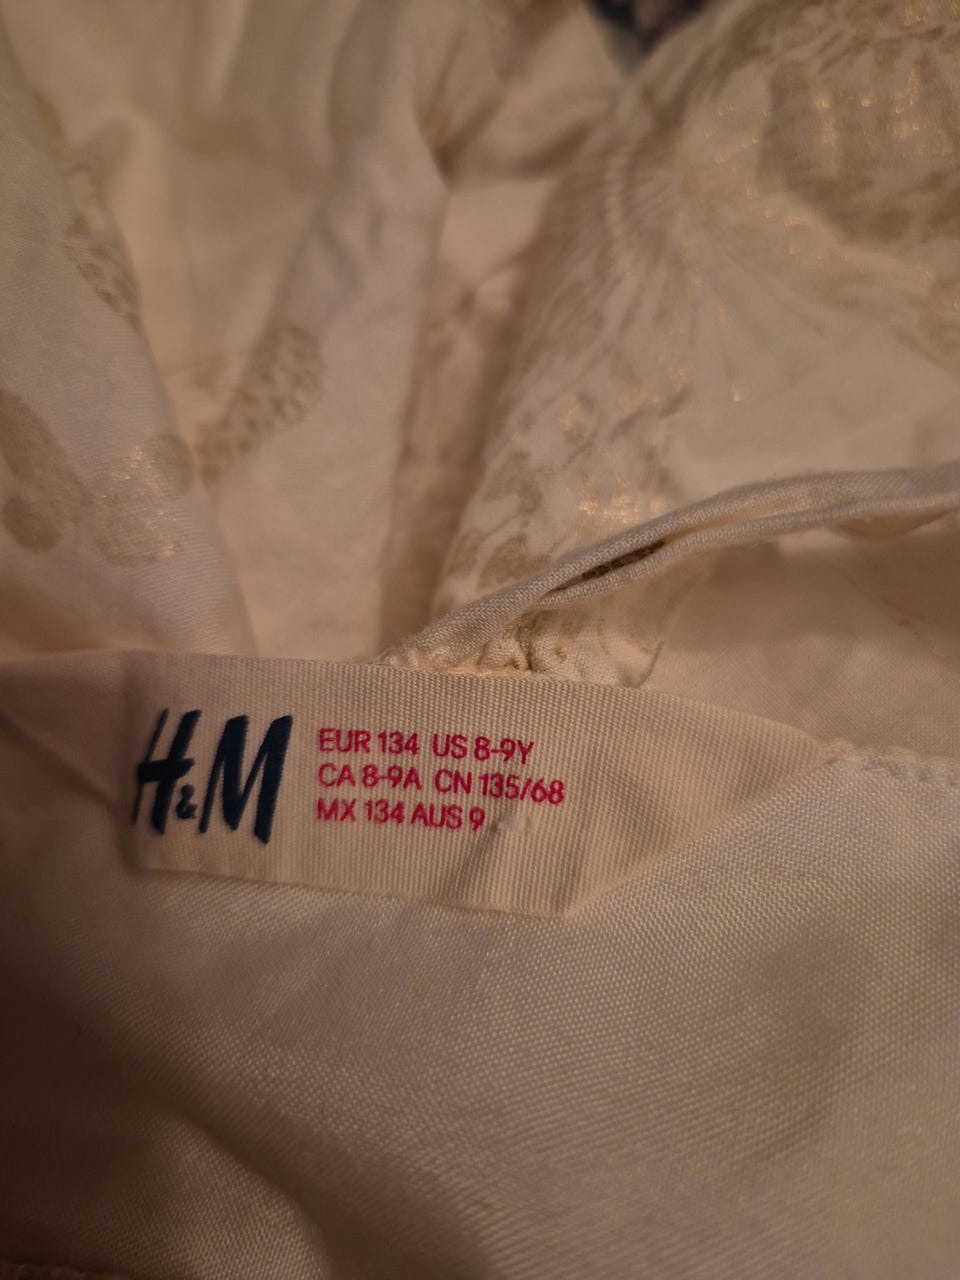 H&M
EUR 134 US 8-9Y
CA 8-9A CN 135/68
MX 134 AUS 9